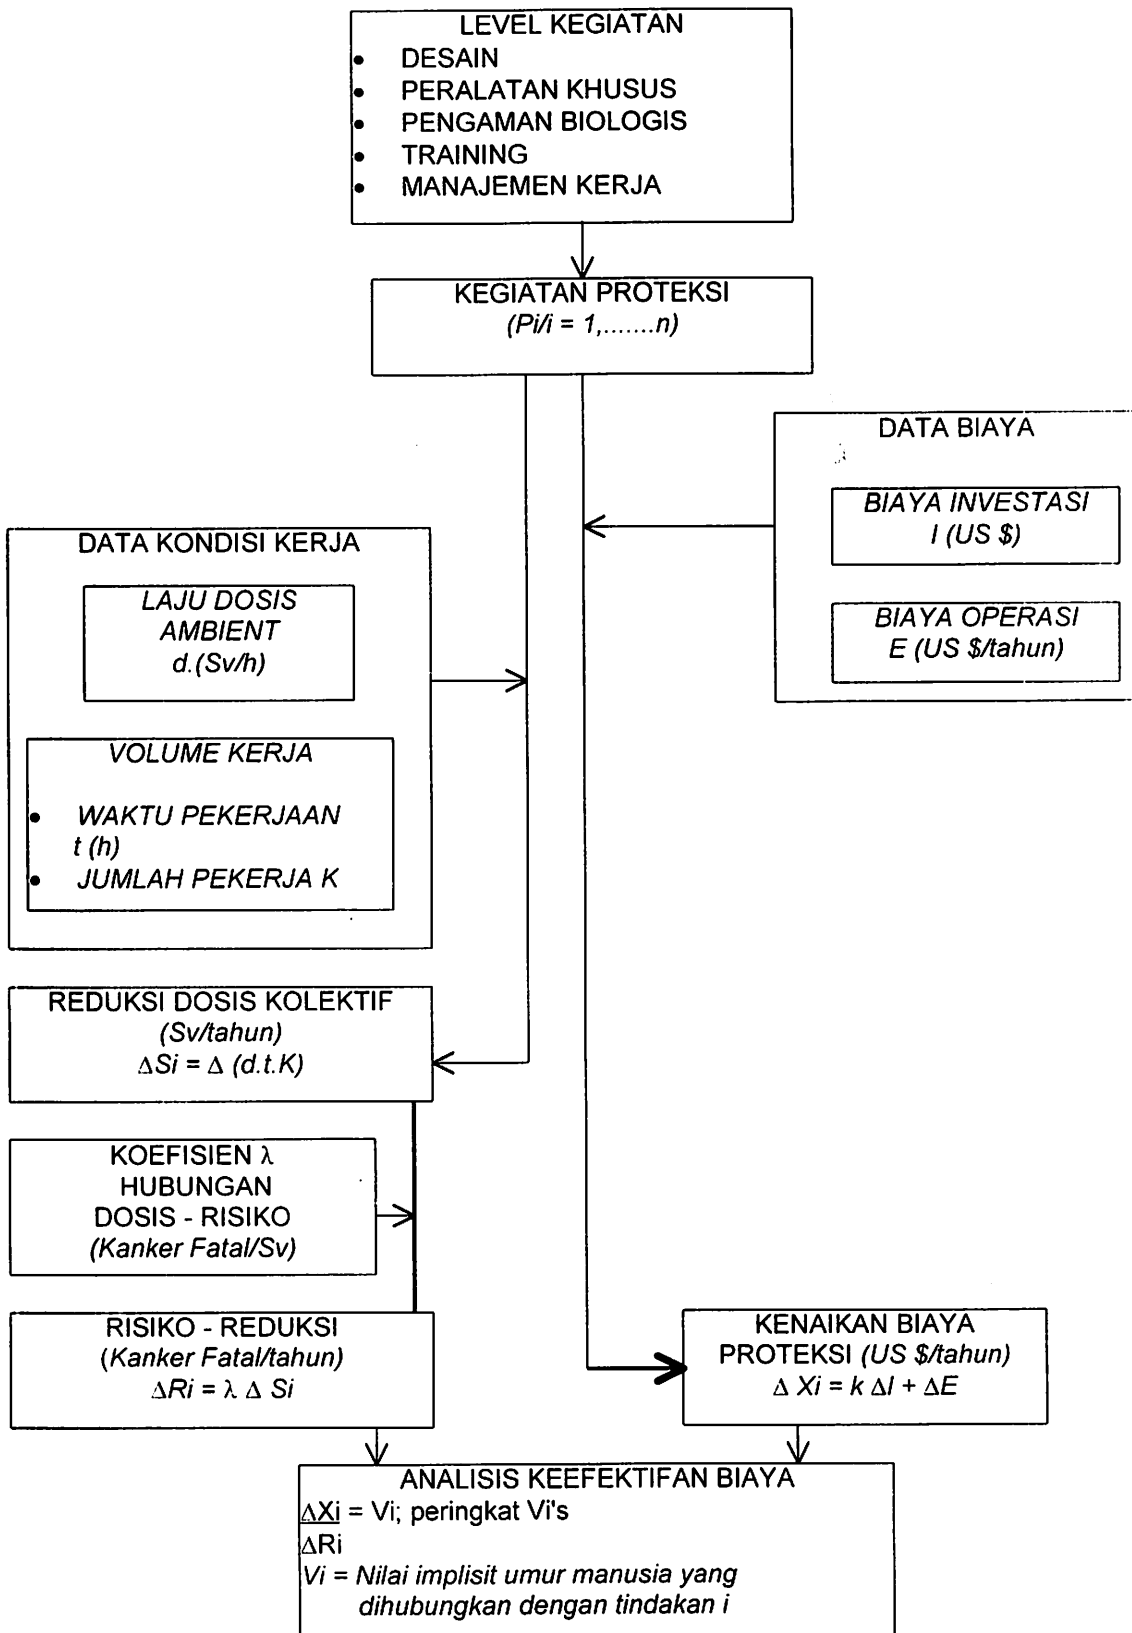 LEVEL KEGIATAN
• DESAIN
• PERALATAN KHUSUS
• PENGAMAN BIOLOGIS
• TRAINING
• MANAJEMEN KERJA
KEGIATAN PROTEKSI
(Pi/i = 1,.......n)
DATA BIAYA
BIAYA INVESTASI
I (US $)
BIAYA OPERASI
E (US $/tahun)
DATA KONDISI KERJA
LAJU DOSIS
AMBIENT
d.(Sv/h)
VOLUME KERJA
• WAKTU PEKERJAAN
t (h)
• JUMLAH PEKERJA K
REDUKSI DOSIS KOLEKTIF
(Sv/tahun)
ΔSi = Δ (d.t.K)
KOEFISIEN λ
HUBUNGAN
DOSIS - RISIKO
(Kanker Fatal/Sv)
RISIKO - REDUKSI
(Kanker Fatal/tahun)
ΔRi = λ Δ Si
KENAIKAN BIAYA
PROTEKSI (US $/tahun)
Δ Xi = k ΔI + ΔE
ANALISIS KEEFEKTIFAN BIAYA
ΔXi = Vi; peringkat Vi's
ΔRi
Vi = Nilai implisit umur manusia yang
dihubungkan dengan tindakan i